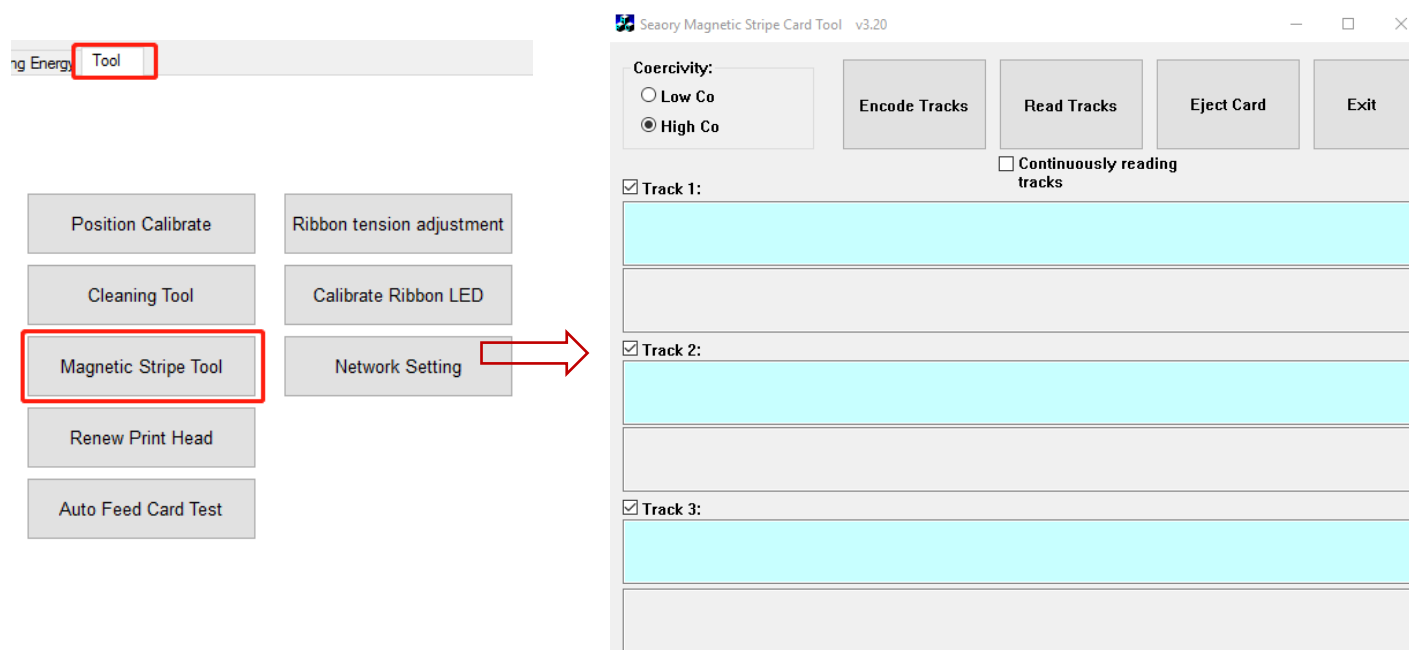 ng Energy
Tool
Position Calibrate
Ribbon tension adjustment
Cleaning Tool
Calibrate Ribbon LED
Magnetic Stripe Tool
Network Setting
Renew Print Head
Auto Feed Card Test
Seaory Magnetic Stripe Card Tool v3.20
Coercivity:
Low Co
High Co
Encode Tracks
Read Tracks
Eject Card
Exit
Continuously reading
tracks
Track 1:
Track 2:
Track 3: